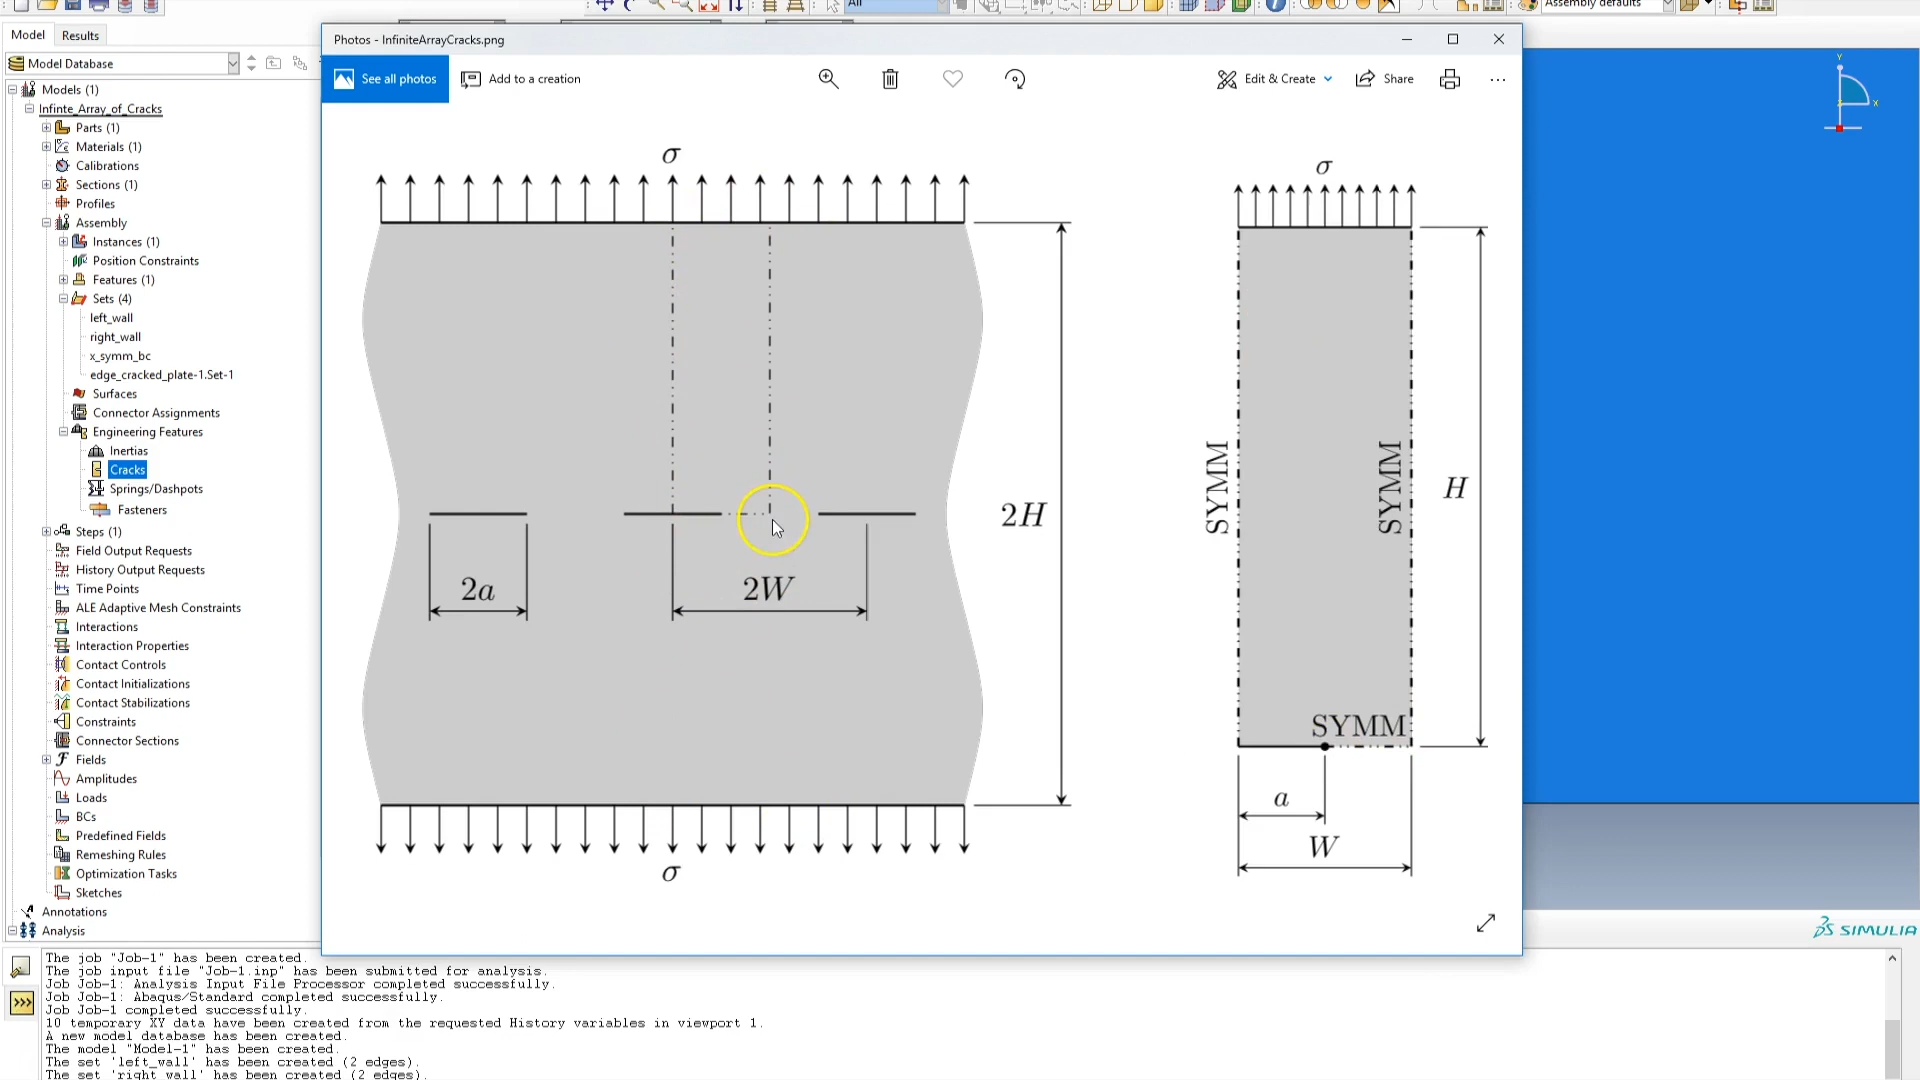 All
Assembly defaults
Model
Results
Model Database
Models (1)
Infinte_Array_of_Cracks
Parts (1)
Materials (1)
Calibrations
Sections (1)
Profiles
Assembly
Instances (1)
Position Constraints
Features (1)
Sets (4)
left_wall
right_wall
x_symm_bc
edge_cracked_plate-1.Set-1
Surfaces
Connector Assignments
Engineering Features
Inertias
Cracks
Springs/Dashpots
Fasteners
Steps (1)
Field Output Requests
History Output Requests
Time Points
ALE Adaptive Mesh Constraints
Interactions
Interaction Properties
Contact Controls
Contact Initializations
Contact Stabilizations
Constraints
Connector Sections
Fields
Amplitudes
Loads
BCs
Predefined Fields
Remeshing Rules
Optimization Tasks
Sketches
Annotations
Analysis
Photos - InfiniteArrayCracks.png
See all photos
Add to a creation
Edit & Create
Share
σ
2H
2a
2W
σ
σ
SYMM
SYMM
H
SYMM
a
W
Y
X
SIMULIA
The job "Job-1" has been created.
The job input file "Job-1.inp" has been submitted for analysis.
Job Job-1: Analysis Input File Processor completed successfully.
Job Job-1: Abaqus/Standard completed successfully.
Job Job-1 completed successfully.
10 temporary XY data have been created from the requested History variables in viewport 1.
A new model database has been created.
The model "Model-1" has been created.
The set 'left_wall' has been created (2 edges).
The set 'right_wall' has been created (2 edges).